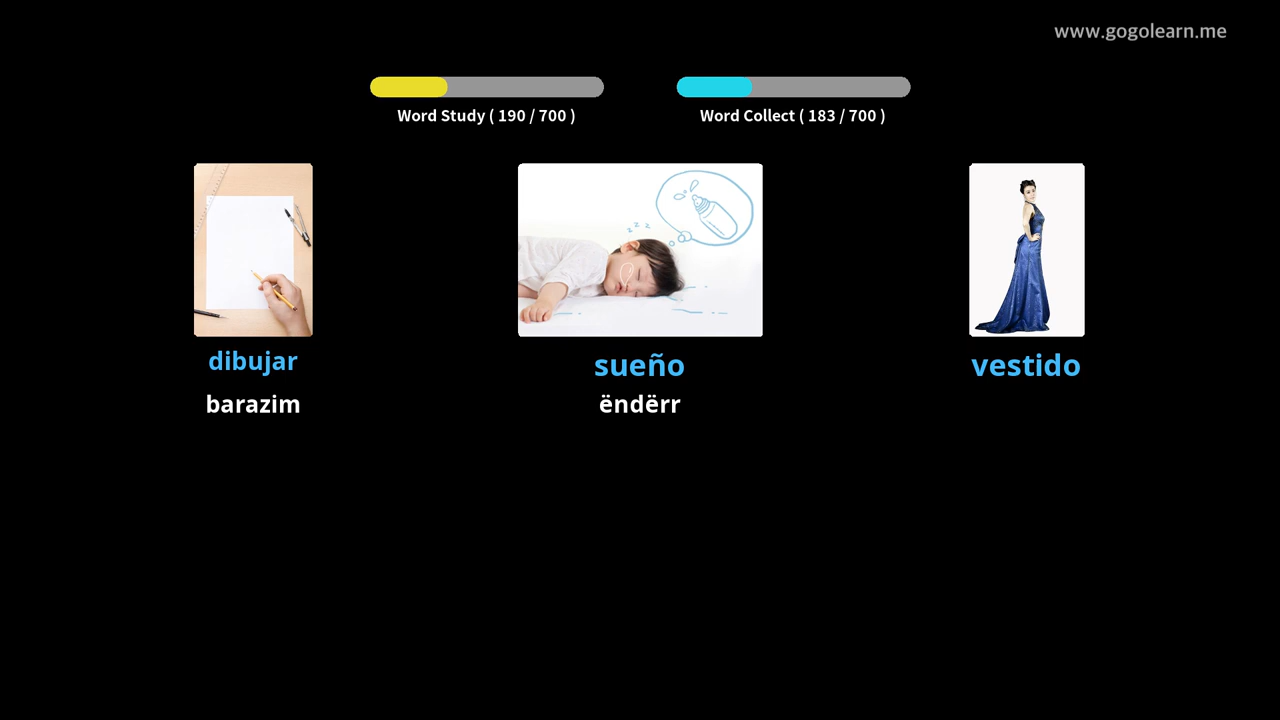 www.gogolearn.me
Word Study ( 190 / 700 )
Word Collect ( 183 / 700 )
dibujar
barazim
sueño
ëndërr
vestido